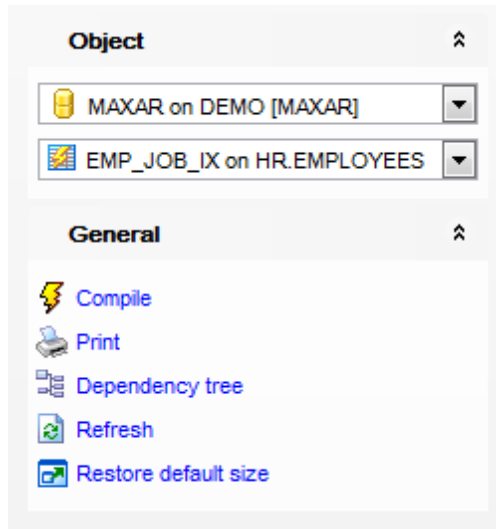 Object
MAXAR on DEMO [MAXAR]
EMP_JOB_IX on HR.EMPLOYEES
General
Compile
Print
Dependency tree
Refresh
Restore default size